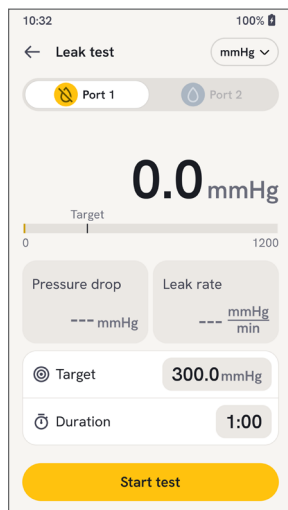 10:32 100%
Leak test mmHg
Port 1 Port 2
0.0 mmHg
Target
0 1200
Pressure drop Leak rate
--- mmHg --- mmHg/min
Target 300.0 mmHg
Duration 1:00
Start test